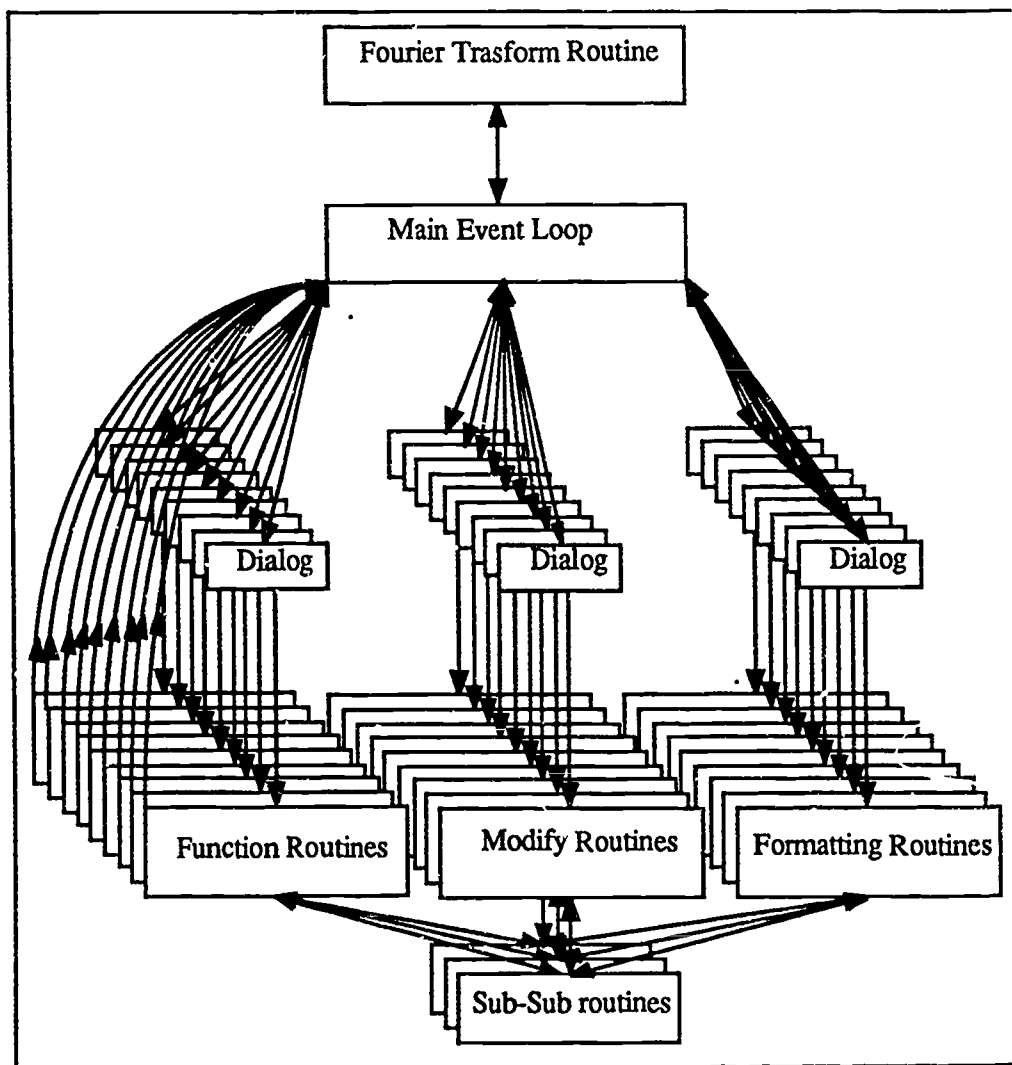 Fourier Trasform Routine
Main Event Loop
Dialog
Dialog
Dialog
Function Routines
Modify Routines
Formatting Routines
Sub-Sub routines